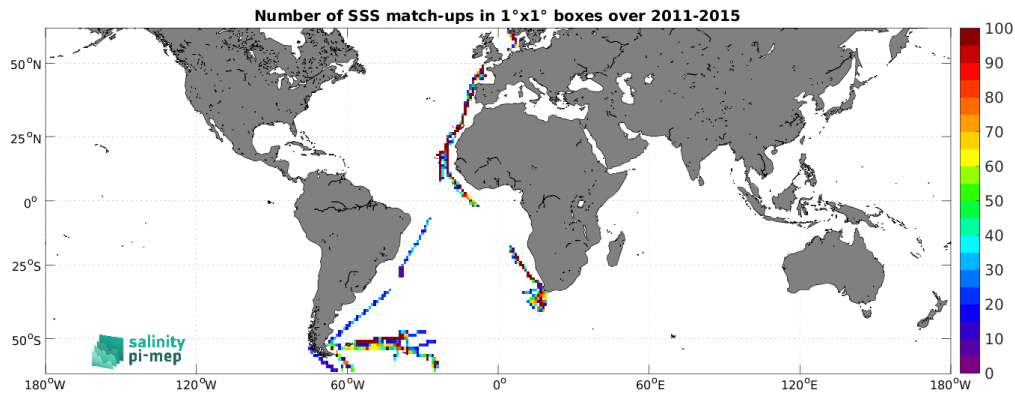 Number of SSS match-ups in 1°x1° boxes over 2011-2015
50°N
25°N
0°
25°S
50°S
180°W
120°W
60°W
0°
60°E
120°E
180°W
100
90
80
70
60
50
40
30
20
10
0
salinity
pi-mep